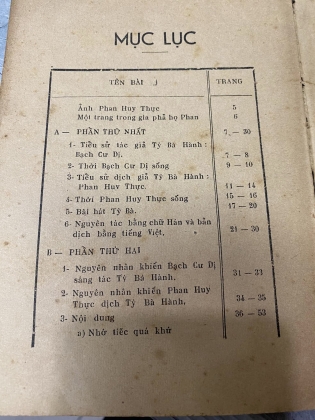 MỤC LỤC
TÊN BÀI TRANG
Ảnh Phan Huy Thực 5
Một trang trong gia phả họ Phan 6
A — PHẦN THỨ NHẤT 7 — 30
1- Tiểu sử tác giả Tỳ Bà Hành :
Bạch Cư Dị. 7 — 8
2- Thời Bạch Cư Dị sống 9 — 10
3- Tiểu sử dịch giả Tỳ Bà Hành :
Phan Huy Thực. 11 — 14
4- Thời Phan Huy Thực sống 15 — 16
5- Bài hát Tỳ Bà. 17 — 20
6- Nguyên tác bằng chữ Hán và bản
dịch bằng tiếng Việt. 21 — 30
B — PHẦN THỨ HAI
1- Nguyên nhân khiến Bạch Cư Dị
sáng tác Tỳ Bà Hành. 31 — 33
2- Nguyên nhân khiến Phan Huy
Thực dịch Tỳ Bà Hành. 34 — 35
3- Nội dung 36 — 53
a) Nhớ tiếc quá khứ